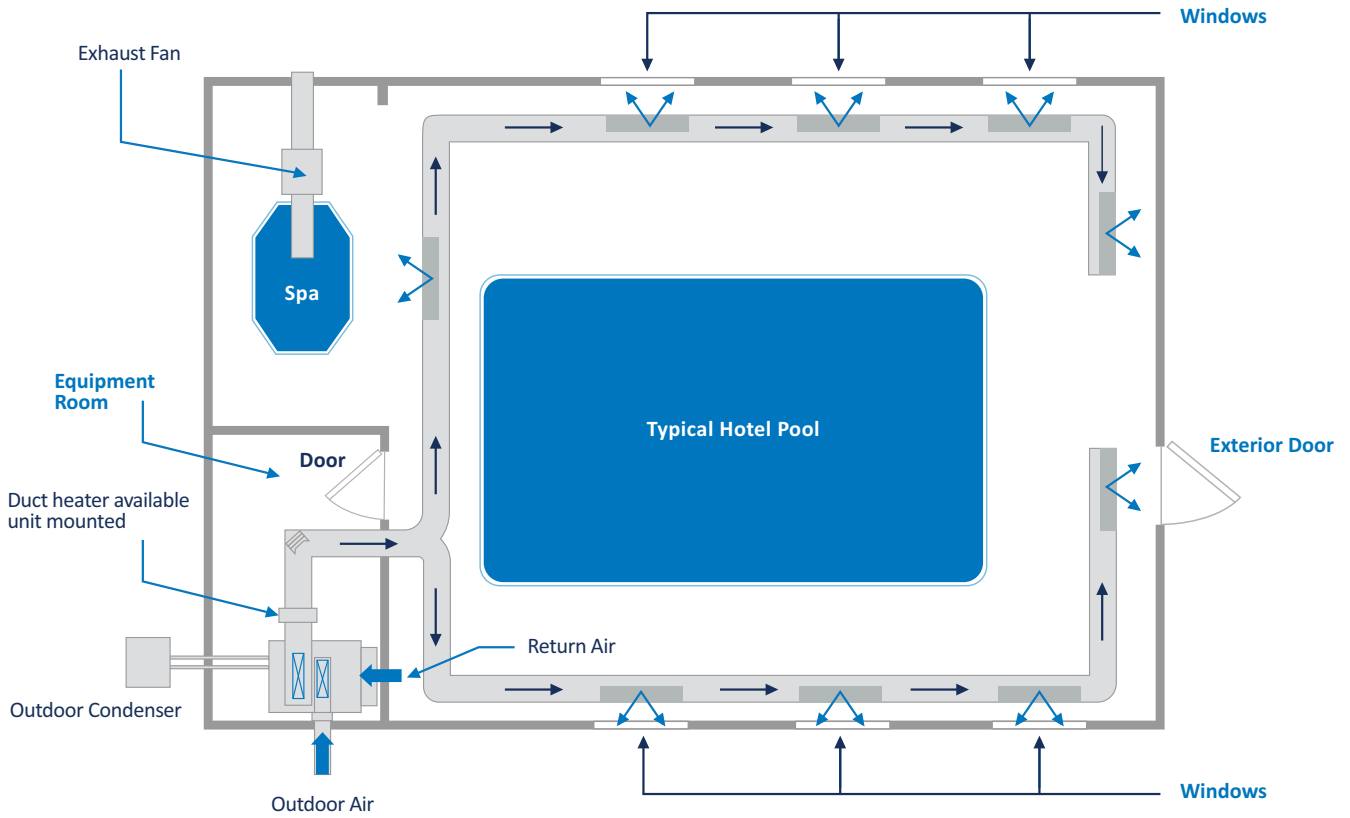 Windows
Exhaust Fan
Spa
Equipment
Room
Typical Hotel Pool
Door
Exterior Door
Duct heater available
unit mounted
Return Air
Outdoor Condenser
Windows
Outdoor Air